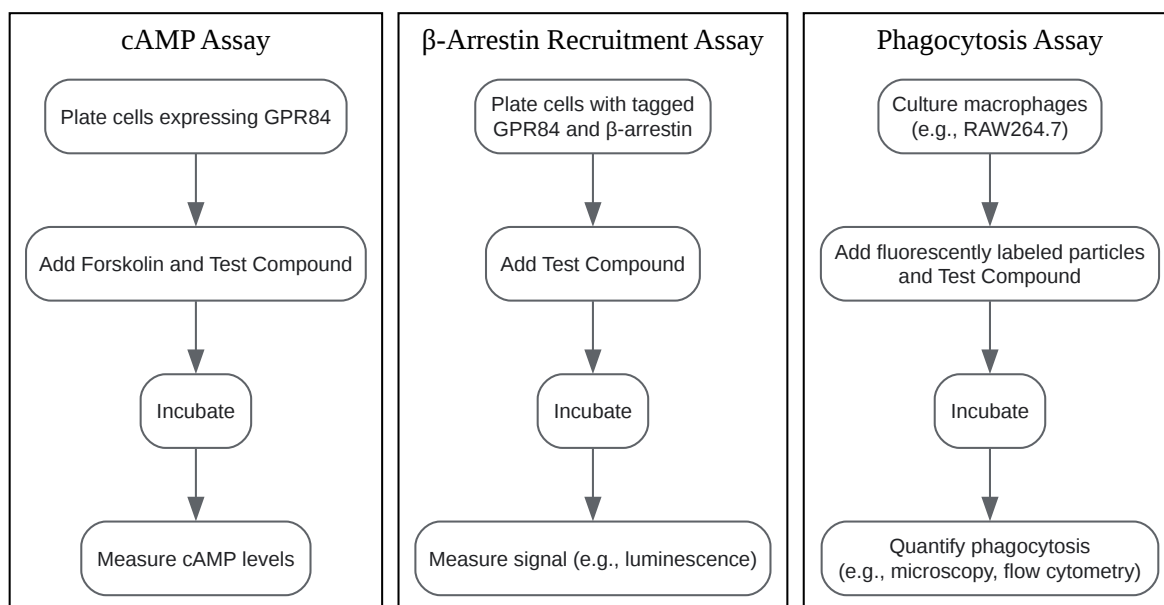 cAMP Assay
Plate cells expressing GPR84
Add Forskolin and Test Compound
Incubate
Measure cAMP levels
β-Arrestin Recruitment Assay
Plate cells with tagged
GPR84 and β-arrestin
Add Test Compound
Incubate
Measure signal (e.g., luminescence)
Phagocytosis Assay
Culture macrophages
(e.g., RAW264.7)
Add fluorescently labeled particles
and Test Compound
Incubate
Quantify phagocytosis
(e.g., microscopy, flow cytometry)